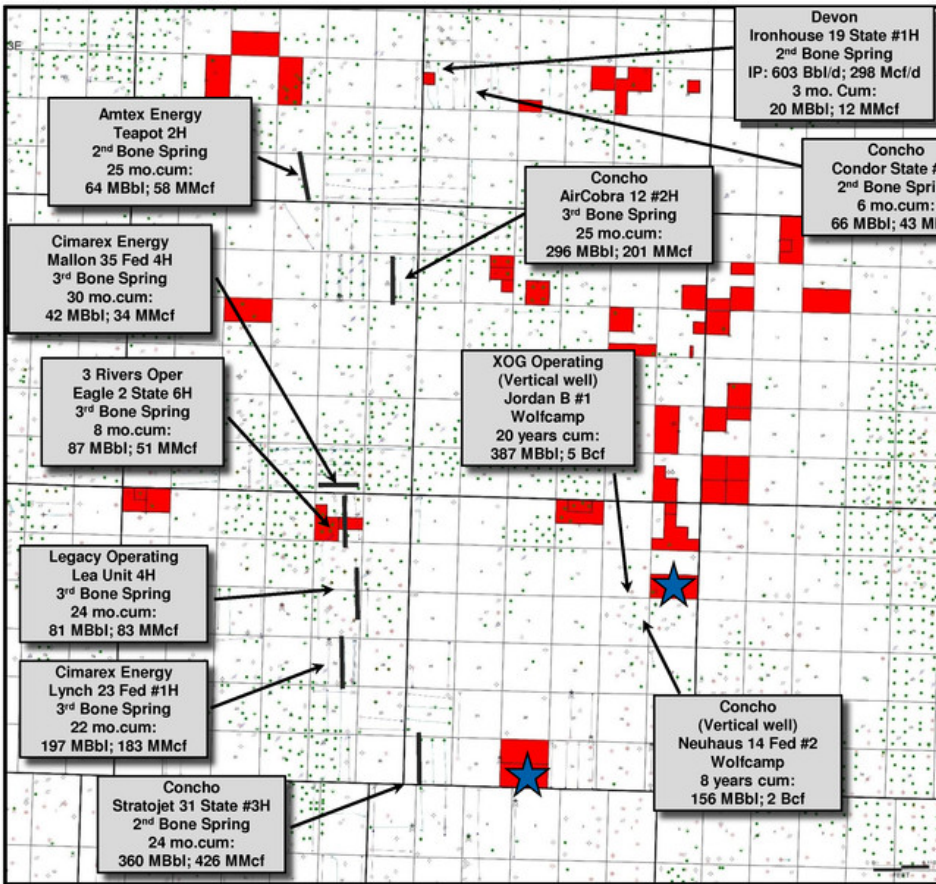 3E
Devon
Ironhouse 19 State #1H
2nd Bone Spring
IP: 603 Bbl/d; 298 Mcf/d
3 mo. Cum:
20 MBbl; 12 MMcf
Amtex Energy
Teapot 2H
2nd Bone Spring
25 mo.cum:
64 MBbl; 58 MMcf
Concho
Condor State #
2nd Bone Spri
6 mo.cum:
66 MBbl; 43 M
Concho
AirCobra 12 #2H
3rd Bone Spring
25 mo.cum:
296 MBbl; 201 MMcf
Cimarex Energy
Mallon 35 Fed 4H
3rd Bone Spring
30 mo.cum:
42 MBbl; 34 MMcf
XOG Operating
(Vertical well)
Jordan B #1
Wolfcamp
20 years cum:
387 MBbl; 5 Bcf
3 Rivers Oper
Eagle 2 State 6H
3rd Bone Spring
8 mo.cum:
87 MBbl; 51 MMcf
Legacy Operating
Lea Unit 4H
3rd Bone Spring
24 mo.cum:
81 MBbl; 83 MMcf
Cimarex Energy
Lynch 23 Fed #1H
3rd Bone Spring
22 mo.cum:
197 MBbl; 183 MMcf
Concho
(Vertical well)
Neuhaus 14 Fed #2
Wolfcamp
8 years cum:
156 MBbl; 2 Bcf
Concho
Stratojet 31 State #3H
2nd Bone Spring
24 mo.cum:
360 MBbl; 426 MMcf